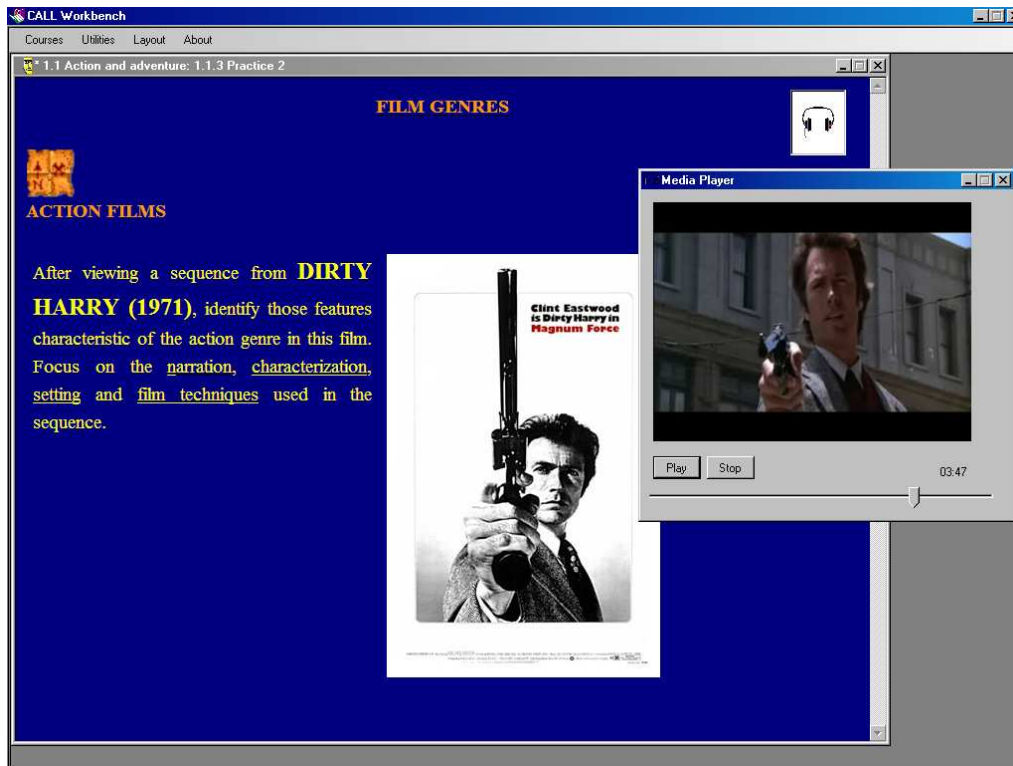 CALL Workbench
Courses Utilities Layout About
* 1.1 Action and adventure: 1.1.3 Practice 2
FILM GENRES
ACTION FILMS
After viewing a sequence from DIRTY
HARRY (1971), identify those features
characteristic of the action genre in this film.
Focus on the narration, characterization,
setting and film techniques used in the
sequence.
Clint Eastwood
is Dirty Harry in
Magnum Force
Media Player
Play Stop
03:47